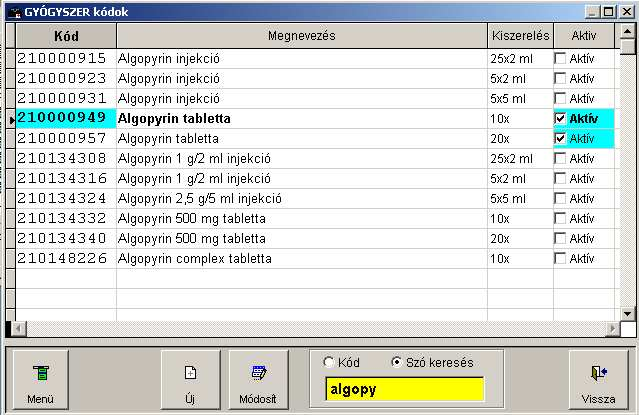 GYÓGYSZER kódok
Kód Megnevezés Kiszerelés Aktiv
210000915 Algopyrin injekció 25x2 ml Aktív
210000923 Algopyrin injekció 5x2 ml Aktív
210000931 Algopyrin injekció 5x5 ml Aktív
210000949 Algopyrin tabletta 10x Aktív
210000957 Algopyrin tabletta 20x Aktív
210134308 Algopyrin 1 g/2 ml injekció 25x2 ml Aktív
210134316 Algopyrin 1 g/2 ml injekció 5x2 ml Aktív
210134324 Algopyrin 2,5 g/5 ml injekció 5x5 ml Aktív
210134332 Algopyrin 500 mg tabletta 10x Aktív
210134340 Algopyrin 500 mg tabletta 20x Aktív
210148226 Algopyrin complex tabletta 10x Aktív
Kód Szó keresés
algopy
Menü Új Módosít Vissza